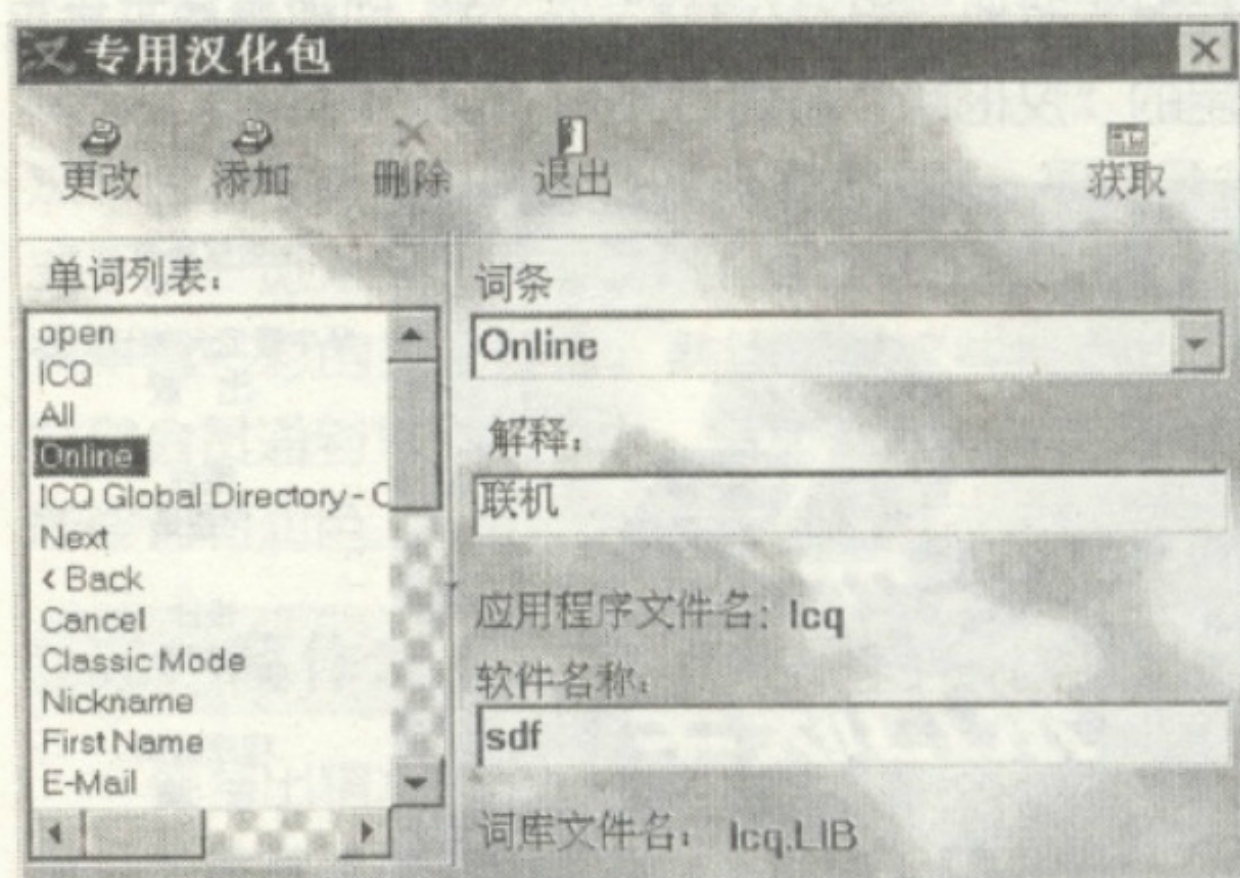 专用汉化包
更改 添加 删除 退出 获取
单词列表：
open
ICQ
All
Online
ICQ Global Directory - C
Next
< Back
Cancel
Classic Mode
Nickname
First Name
E-Mail
词条
Online
解释：
联机
应用程序文件名: Icq
软件名称：
sdf
词库文件名： Icq.LIB